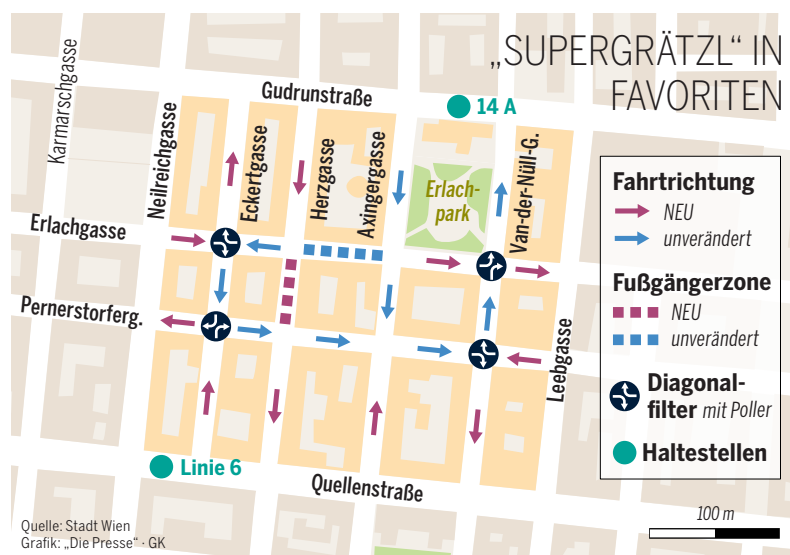 „SUPERGRÄTZL“ IN
FAVORITEN
Karmarschgasse
Gudrunstraße
14 A
Neilreichgasse
Eckertgasse
Herzgasse
Axingergasse
Erlach-
park
Van-der-Nüll-G.
Erlachgasse
Pernerstorferg.
Leebgasse
Linie 6
Quellenstraße
Fahrtrichtung
NEU
unverändert
Fußgängerzone
NEU
unverändert
Diagonal-
filter mit Poller
Haltestellen
100 m
Quelle: Stadt Wien
Grafik: „Die Presse“ · GK